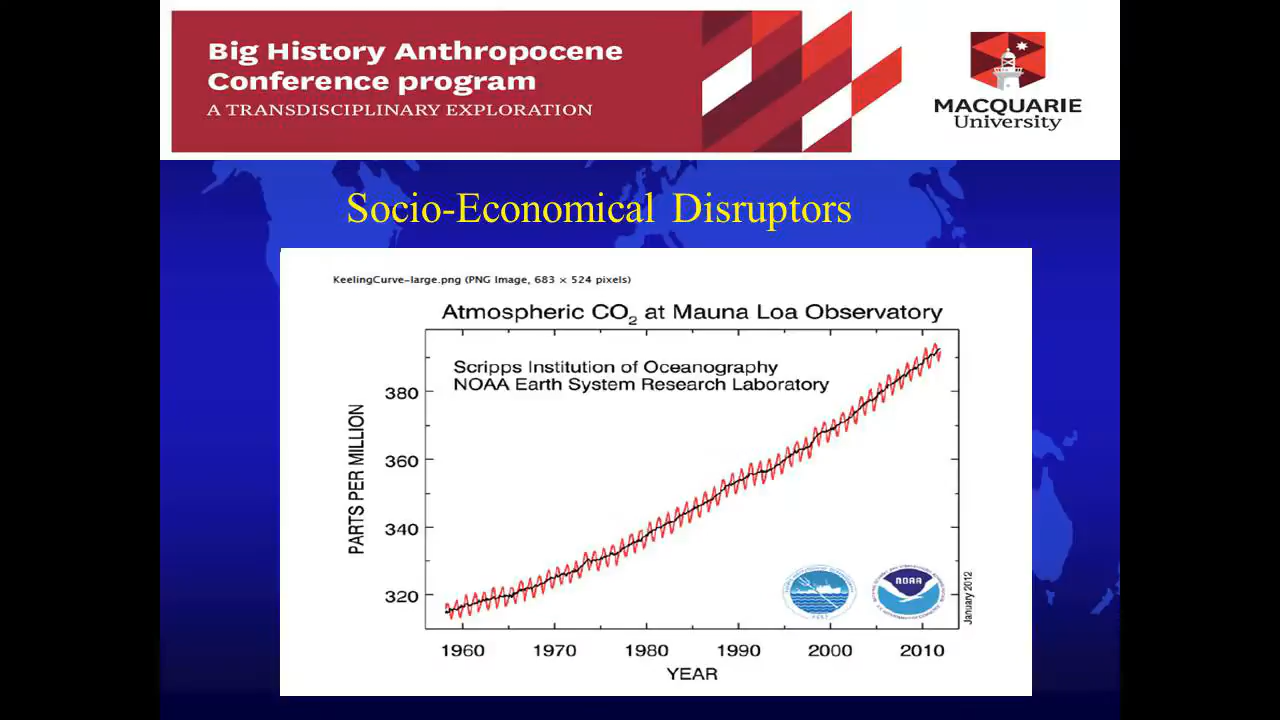 Big History Anthropocene
Conference program
A TRANSDISCIPLINARY EXPLORATION
MACQUARIE
University
Socio-Economical Disruptors
KeelingCurve-large.png (PNG Image, 683 × 524 pixels)
Atmospheric CO₂ at Mauna Loa Observatory
Scripps Institution of Oceanography
NOAA Earth System Research Laboratory
PARTS PER MILLION
380
360
340
320
NOAA
January 2012
1960 1970 1980 1990 2000 2010
YEAR